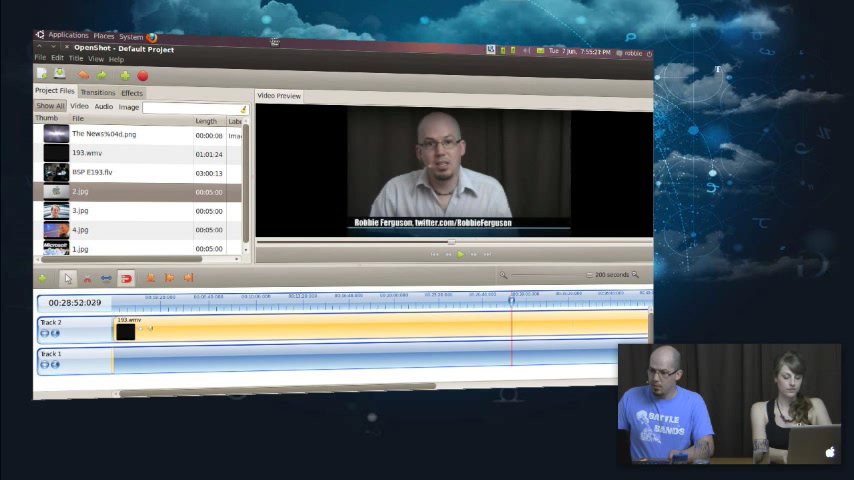 Applications Places System
Tue 7 Jun, 7:55:23 PM robbie
OpenShot - Default Project
File Edit Title View Help
Project Files Transitions Effects
Show All Video Audio Image
Thumb File Length
The News%04d.png 00:00:08
193.wmv 01:01:24
BSP E193.flv 00:03:13
2.jpg 00:05:00
3.jpg 00:05:00
4.jpg 00:05:00
1.jpg 00:05:00
Video Preview
Robbie Ferguson, twitter.com/RobbieFerguson
200 seconds
00:28:52:029
Track 2
193.wmv
Track 1
BATTLE
BANDS